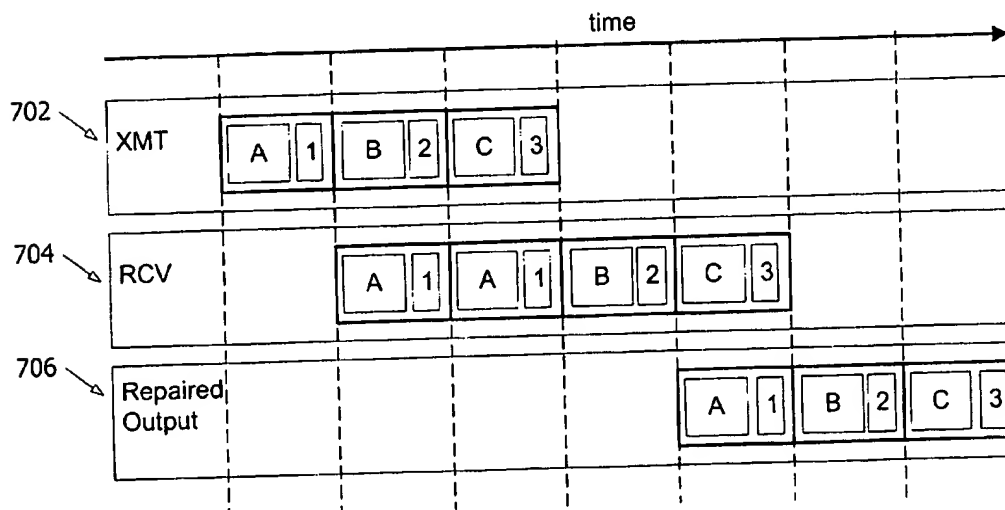 time
702
XMT
A 1 B 2 C 3
704
RCV
A 1 A 1 B 2 C 3
706
Repaired
Output
A 1 B 2 C 3